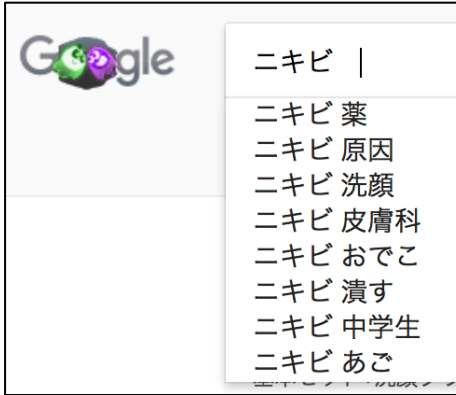 Google
ニキビ
ニキビ 薬
ニキビ 原因
ニキビ 洗顔
ニキビ 皮膚科
ニキビ おでこ
ニキビ 潰す
ニキビ 中学生
ニキビ あご